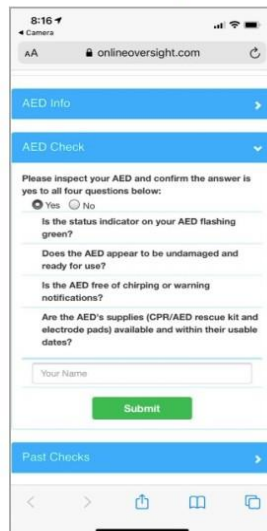 8:16
Camera
AA onlineoversight.com
AED Info
AED Check
Please inspect your AED and confirm the answer is
yes to all four questions below:
Yes No
Is the status indicator on your AED flashing
green?
Does the AED appear to be undamaged and
ready for use?
Is the AED free of chirping or warning
notifications?
Are the AED's supplies (CPR/AED rescue kit and
electrode pads) available and within their usable
dates?
Your Name
Submit
Past Checks